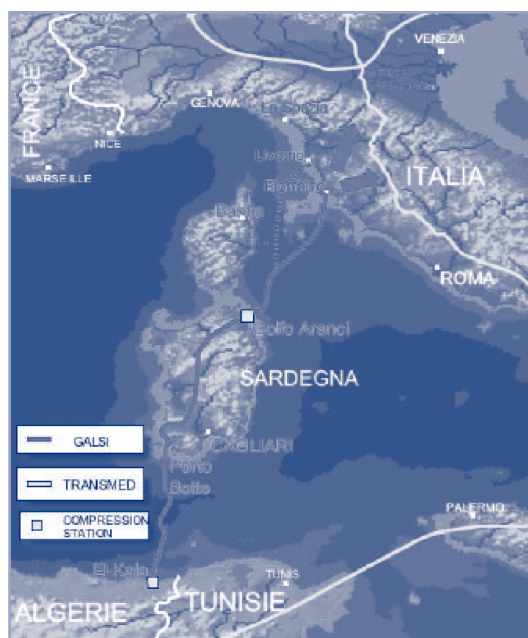 VENEZIA
FRANCE
GENOVA
La Spezia
NICE
Livorno
MARSEILLE
Piombino
ITALIA
Bastia
ROMA
Golfo Aranci
SARDEGNA
GALSI
CAGLIARI
Porto
Botte
TRANSMED
COMPRESSION
STATION
PALERMO
El-Kala
TUNIS
ALGERIE
TUNISIE